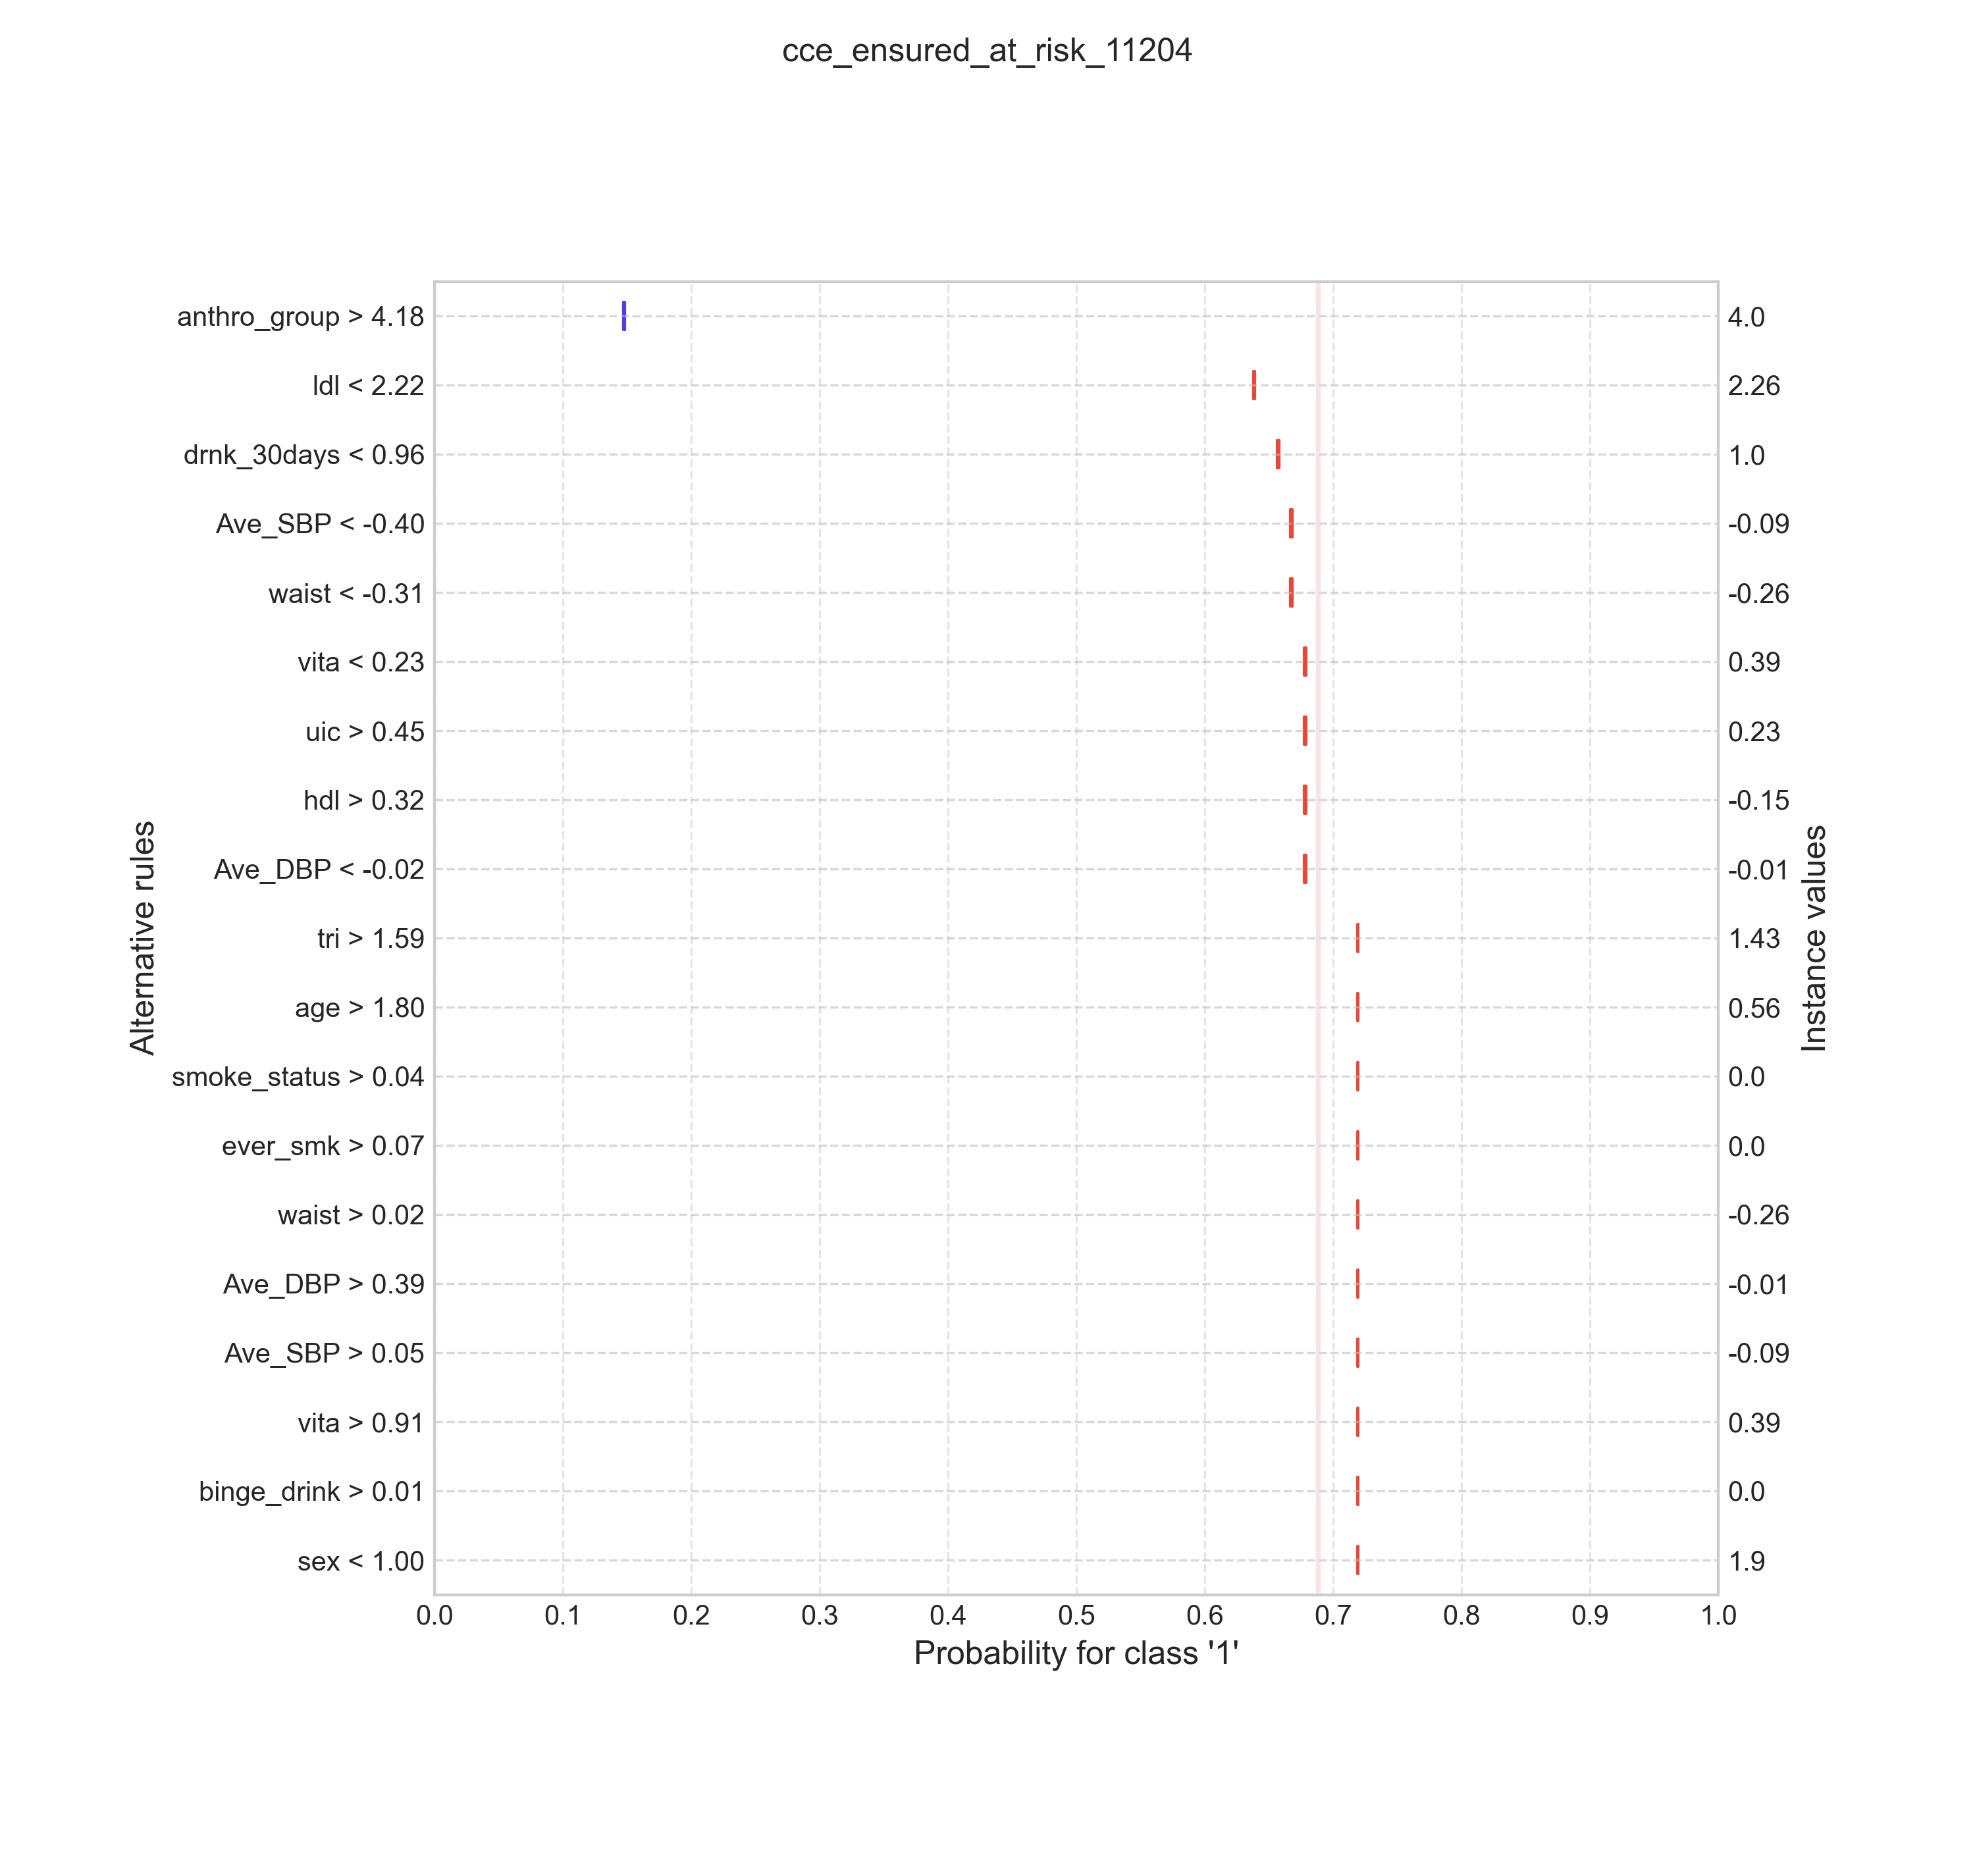 cce_ensured_at_risk_11204
anthro_group > 4.18 4.0
ldl < 2.22 2.26
drnk_30days < 0.96 1.0
Ave_SBP < -0.40 -0.09
waist < -0.31 -0.26
vita < 0.23 0.39
uic > 0.45 0.23
hdl > 0.32 -0.15
Ave_DBP < -0.02 -0.01
tri > 1.59 1.43
age > 1.80 0.56
smoke_status > 0.04 0.0
ever_smk > 0.07 0.0
waist > 0.02 -0.26
Ave_DBP > 0.39 -0.01
Ave_SBP > 0.05 -0.09
vita > 0.91 0.39
binge_drink > 0.01 0.0
sex < 1.00 1.9
Alternative rules
Instance values
0.0 0.1 0.2 0.3 0.4 0.5 0.6 0.7 0.8 0.9 1.0
Probability for class '1'